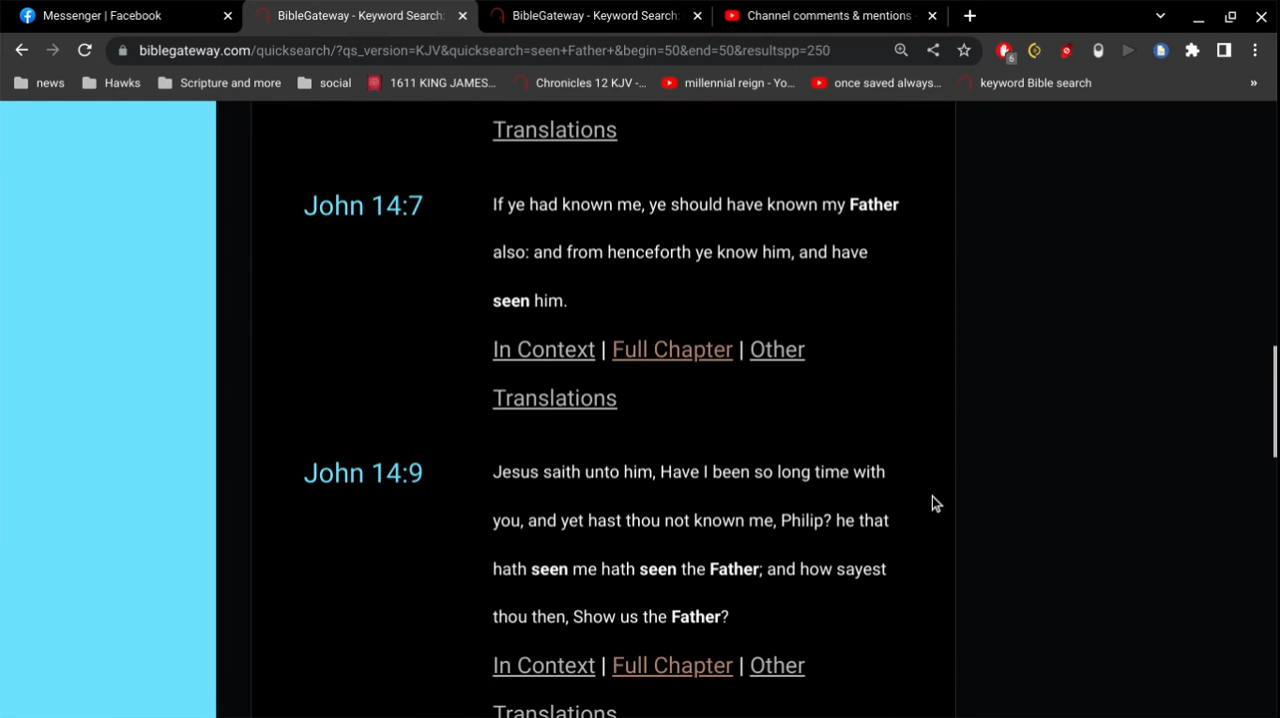 Messenger | Facebook
BibleGateway - Keyword Search:
BibleGateway - Keyword Search:
Channel comments & mentions -
biblegateway.com/quicksearch/?qs_version=KJV&quicksearch=seen+Father+&begin=50&end=50&resultspp=250
6
news
Hawks
Scripture and more
social
1611 KING JAMES...
Chronicles 12 KJV -...
millennial reign - Yo...
once saved always...
keyword Bible search
»
Translations
John 14:7
If ye had known me, ye should have known my Father
also: and from henceforth ye know him, and have
seen him.
In Context | Full Chapter | Other
Translations
John 14:9
Jesus saith unto him, Have I been so long time with
you, and yet hast thou not known me, Philip? he that
hath seen me hath seen the Father; and how sayest
thou then, Show us the Father?
In Context | Full Chapter | Other
Translations